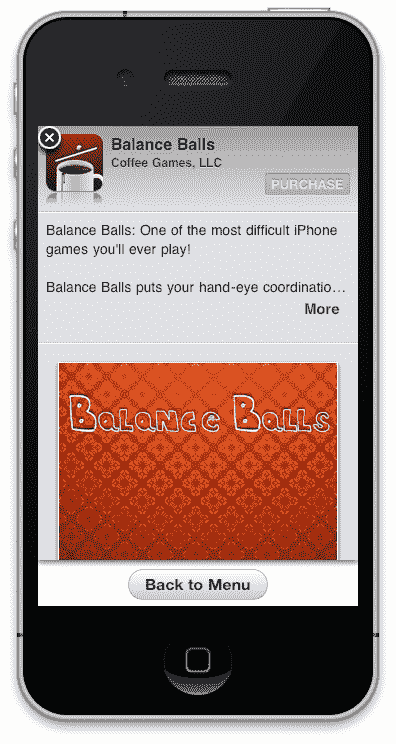 Balance Balls
Coffee Games, LLC
PURCHASE
Balance Balls: One of the most difficult iPhone
games you'll ever play!
Balance Balls puts your hand-eye coordinatio…
More
Balance Balls
Back to Menu